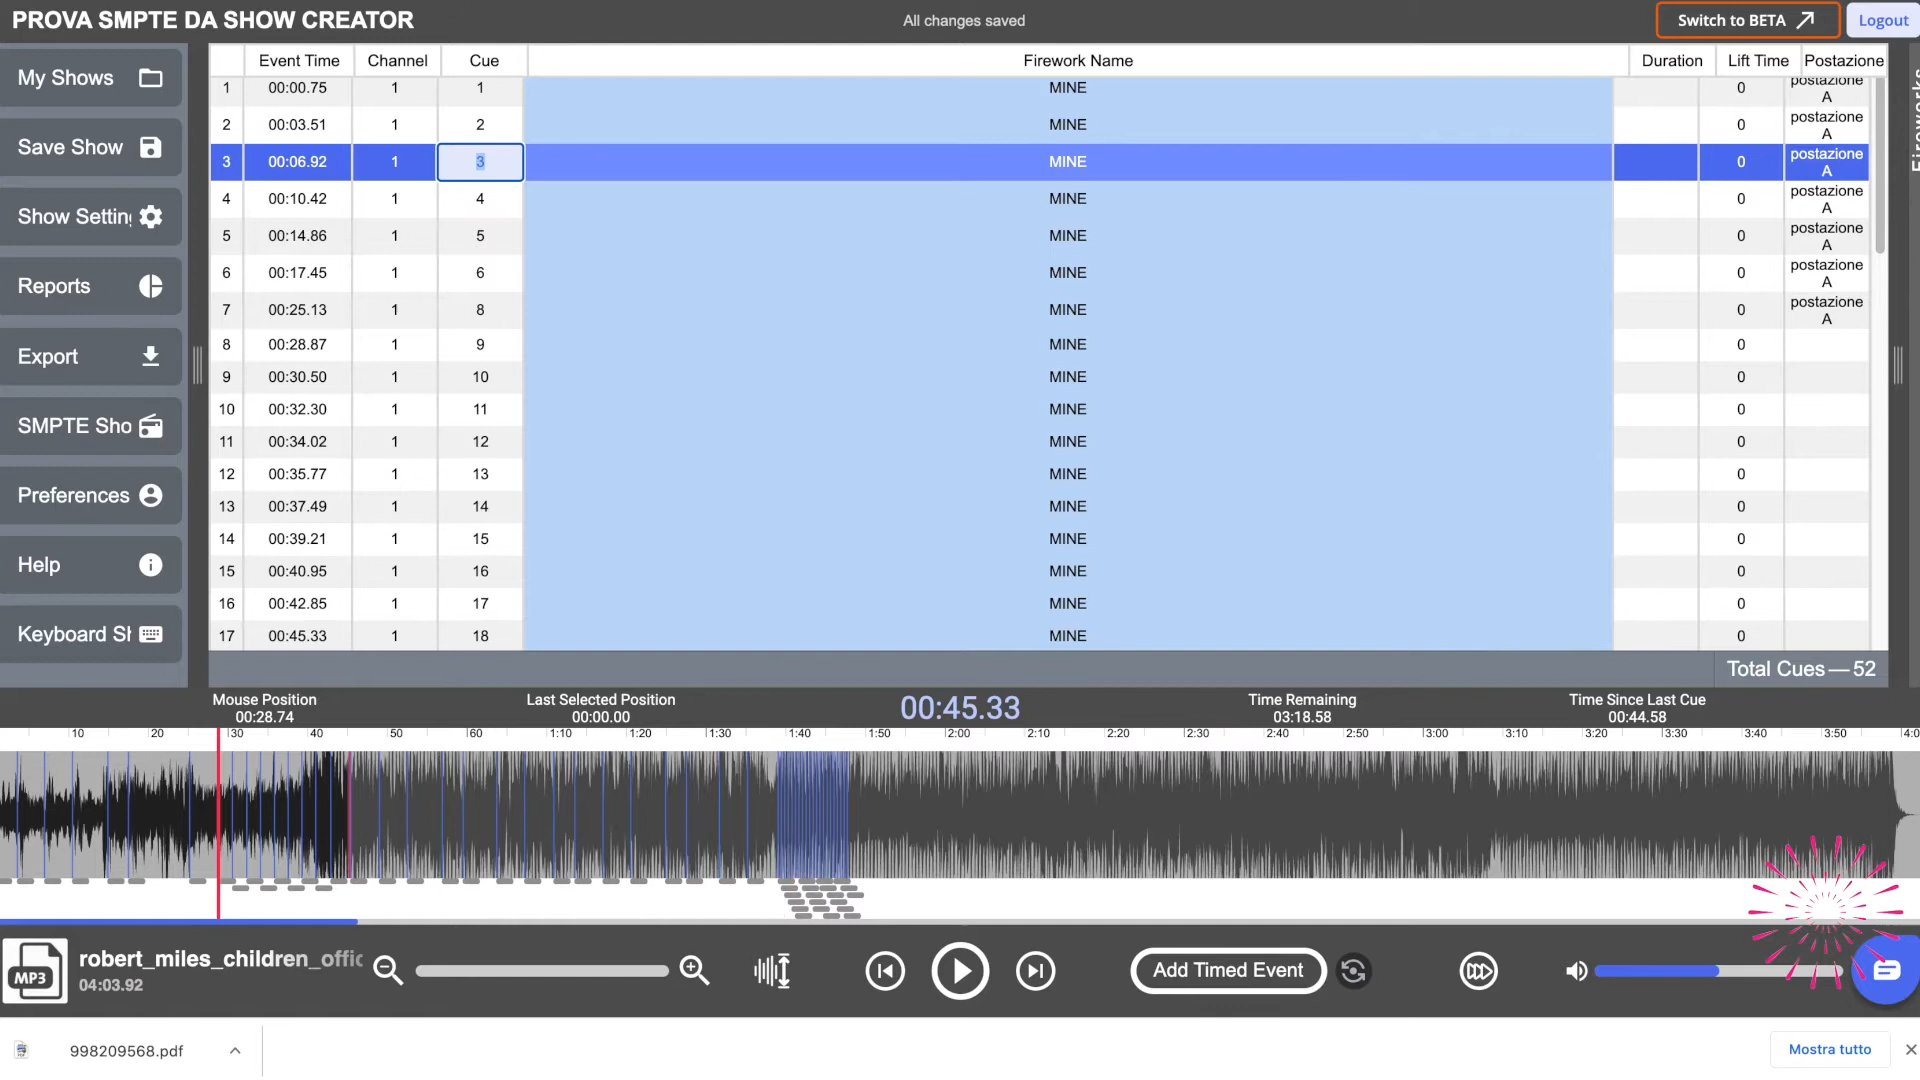 PROVA SMPTE DA SHOW CREATOR
All changes saved
Switch to BETA
Logout
My Shows
Save Show
Show Setting
Reports
Export
SMPTE Sho
Preferences
Help
Keyboard Sh
Event Time Channel Cue Firework Name Duration Lift Time Postazione
1 00:00.75 1 1 MINE 0 postazione A
2 00:03.51 1 2 MINE 0 postazione A
3 00:06.92 1 3 MINE 0 postazione A
4 00:10.42 1 4 MINE 0 postazione A
5 00:14.86 1 5 MINE 0 postazione A
6 00:17.45 1 6 MINE 0 postazione A
7 00:25.13 1 8 MINE 0 postazione A
8 00:28.87 1 9 MINE 0
9 00:30.50 1 10 MINE 0
10 00:32.30 1 11 MINE 0
11 00:34.02 1 12 MINE 0
12 00:35.77 1 13 MINE 0
13 00:37.49 1 14 MINE 0
14 00:39.21 1 15 MINE 0
15 00:40.95 1 16 MINE 0
16 00:42.85 1 17 MINE 0
17 00:45.33 1 18 MINE 0
Fireworks
Total Cues—52
Mouse Position
00:28.74
Last Selected Position
00:00.00
00:45.33
Time Remaining
03:18.58
Time Since Last Cue
00:44.58
10 20 30 40 50 60 1:10 1:20 1:30 1:40 1:50 2:00 2:10 2:20 2:30 2:40 2:50 3:00 3:10 3:20 3:30 3:40 3:50 4:0
MP3
robert_miles_children_offic
04:03.92
Add Timed Event
998209568.pdf
Mostra tutto